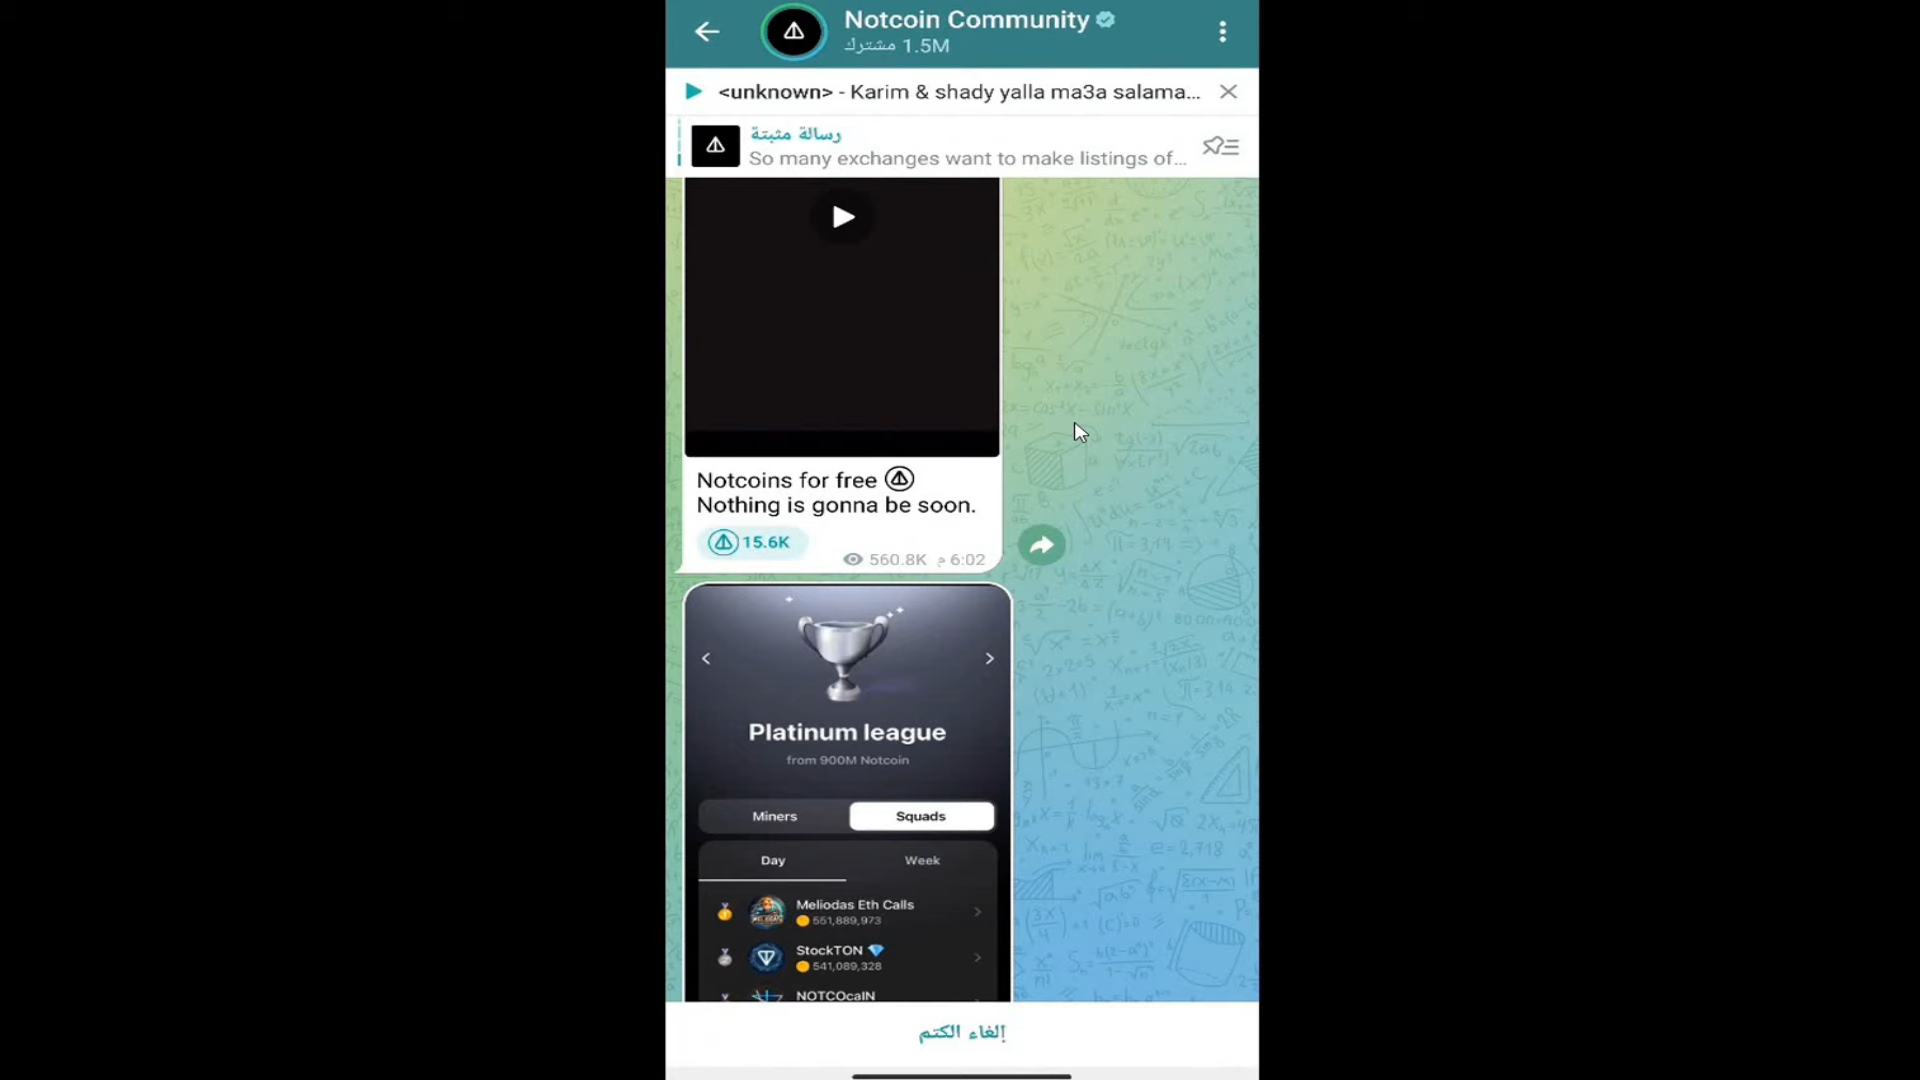 Notcoin Community
1.5M مشترك
<unknown> - Karim & shady yalla ma3a salama...
رسالة مثبتة
So many exchanges want to make listings of...
Notcoins for free
Nothing is gonna be soon.
15.6K
560.8K
6:02 م
Platinum league
from 900M Notcoin
Miners
Squads
Day
Week
Meliodas Eth Calls
551,889,973
StockTON
541,089,328
NOTCOcaIN
إلغاء الكتم